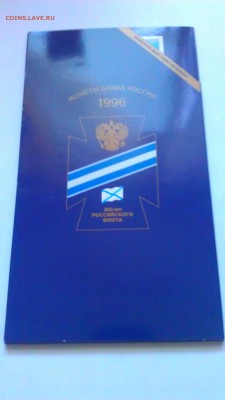 COINS.LAVE.RU
МОНЕТЫ БАНКА РОССИИ
1996
300 лет
РОССИЙСКОГО
ФЛОТА